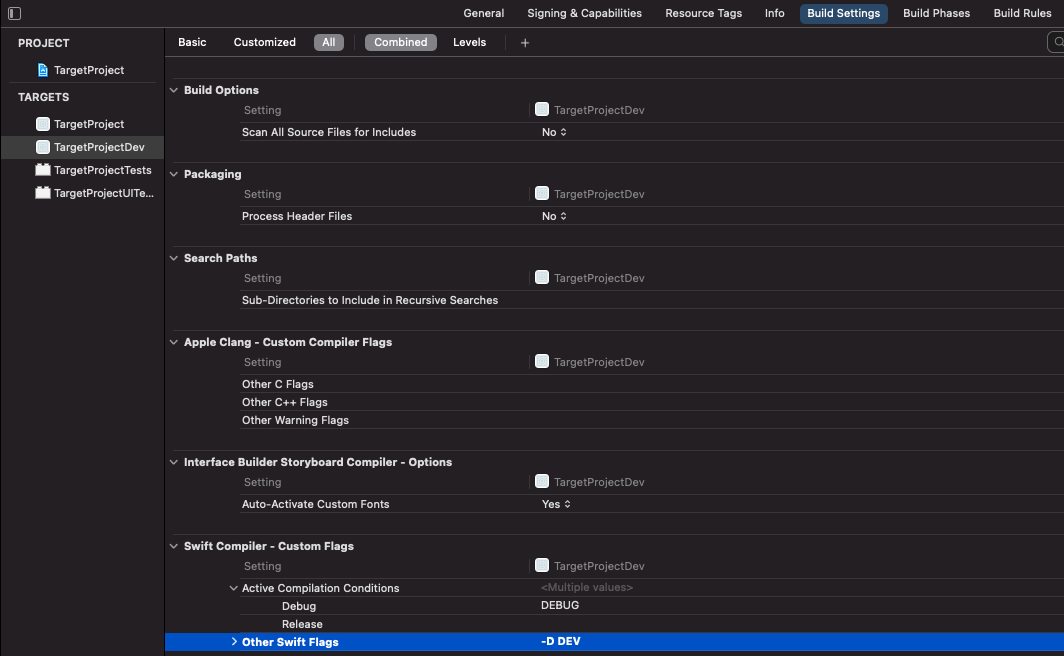 General Signing & Capabilities Resource Tags Info Build Settings Build Phases Build Rules
PROJECT
TargetProject
TARGETS
TargetProject
TargetProjectDev
TargetProjectTests
TargetProjectUITe...
Basic Customized All Combined Levels +
Build Options
Setting TargetProjectDev
Scan All Source Files for Includes No
Packaging
Setting TargetProjectDev
Process Header Files No
Search Paths
Setting TargetProjectDev
Sub-Directories to Include in Recursive Searches
Apple Clang - Custom Compiler Flags
Setting TargetProjectDev
Other C Flags
Other C++ Flags
Other Warning Flags
Interface Builder Storyboard Compiler - Options
Setting TargetProjectDev
Auto-Activate Custom Fonts Yes
Swift Compiler - Custom Flags
Setting TargetProjectDev
Active Compilation Conditions <Multiple values>
Debug DEBUG
Release
Other Swift Flags -D DEV